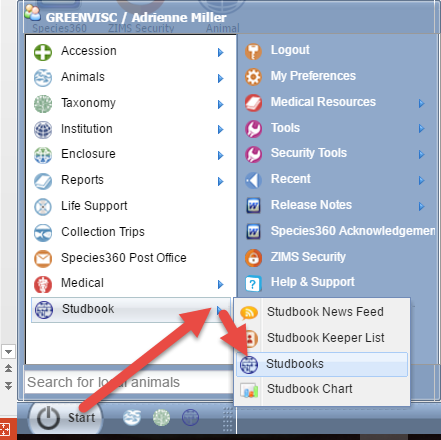 GREENVISC / Adrienne Miller
Species360 ZIMS Security Animal
Accession
Animals
Taxonomy
Institution
Enclosure
Reports
Life Support
Collection Trips
Species360 Post Office
Medical
Studbook
Logout
My Preferences
Medical Resources
Tools
Security Tools
Recent
Release Notes
Species360 Acknowledgemen
ZIMS Security
Help & Support
Studbook News Feed
Studbook Keeper List
Studbooks
Studbook Chart
Search for local animals
Start